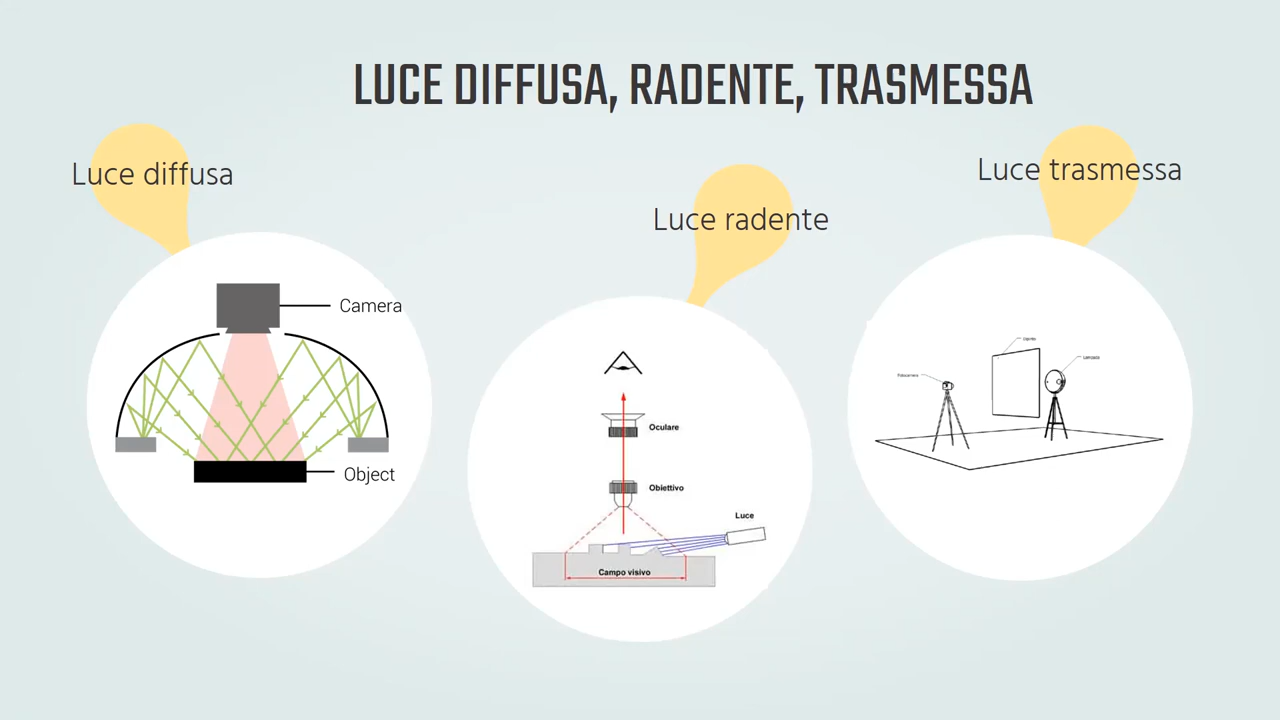 LUCE DIFFUSA, RADENTE, TRASMESSA
Luce diffusa
Luce radente
Luce trasmessa
Camera
Object
Oculare
Obiettivo
Luce
Campo visivo